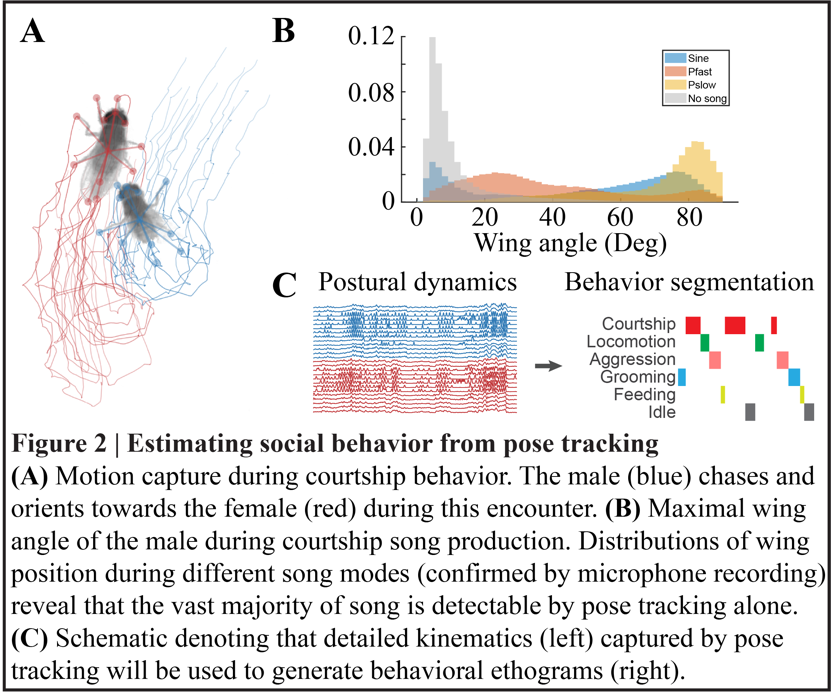 A
B
0.12
0.08
0.04
0
0 20 40 60 80
Wing angle (Deg)
Sine
Pfast
Pslow
No song
C
Postural dynamics
Behavior segmentation
Courtship
Locomotion
Aggression
Grooming
Feeding
Idle
Figure 2 | Estimating social behavior from pose tracking
(A) Motion capture during courtship behavior. The male (blue) chases and
orients towards the female (red) during this encounter. (B) Maximal wing
angle of the male during courtship song production. Distributions of wing
position during different song modes (confirmed by microphone recording)
reveal that the vast majority of song is detectable by pose tracking alone.
(C) Schematic denoting that detailed kinematics (left) captured by pose
tracking will be used to generate behavioral ethograms (right).